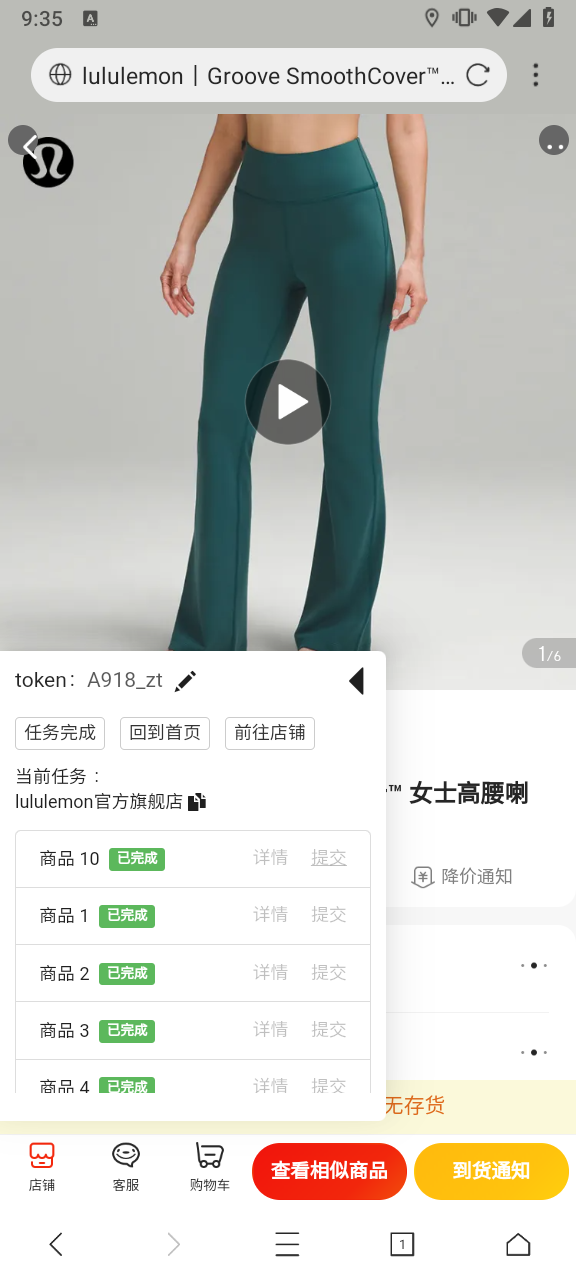 9:35
A
lululemon | Groove SmoothCover™...
1/6
token: A918_zt
任务完成 回到首页 前往店铺
当前任务：
lululemon官方旗舰店
™ 女士高腰喇
商品 10 已完成 详情 提交
降价通知
商品 1 已完成 详情 提交
商品 2 已完成 详情 提交
商品 3 已完成 详情 提交
商品 4 已完成 详情 提交
无存货
店铺 客服 购物车 查看相似商品 到货通知
1